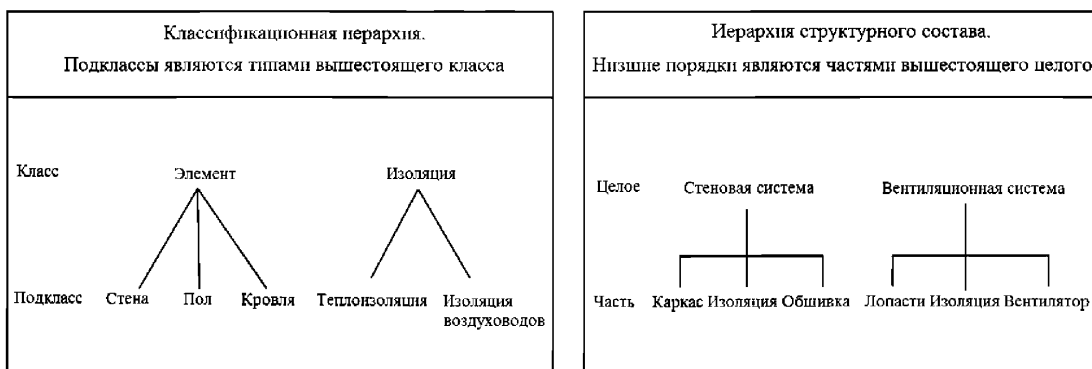 Классификационная иерархия.
Подклассы являются типами вышестоящего класса
Класс Элемент Изоляция
Подкласс Стена Пол Кровля Теплоизоляция Изоляция
воздуховодов
Иерархия структурного состава.
Низшие порядки являются частями вышестоящего целого
Целое Стеновая система Вентиляционная система
Часть Каркас Изоляция Обшивка Лопасти Изоляция Вентилятор